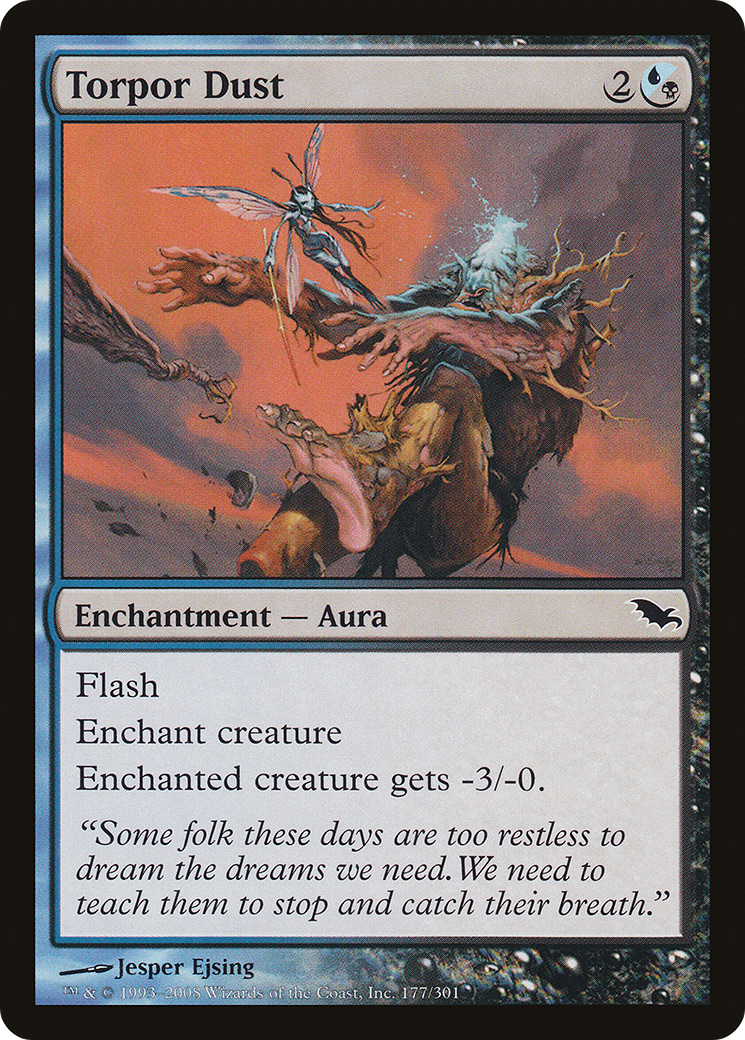 Torpor Dust 2
Enchantment — Aura
Flash
Enchant creature
Enchanted creature gets -3/-0.
“Some folk these days are too restless to
dream the dreams we need. We need to
teach them to stop and catch their breath.”
Jesper Ejsing
™ & © 1993–2008 Wizards of the Coast, Inc. 177/301